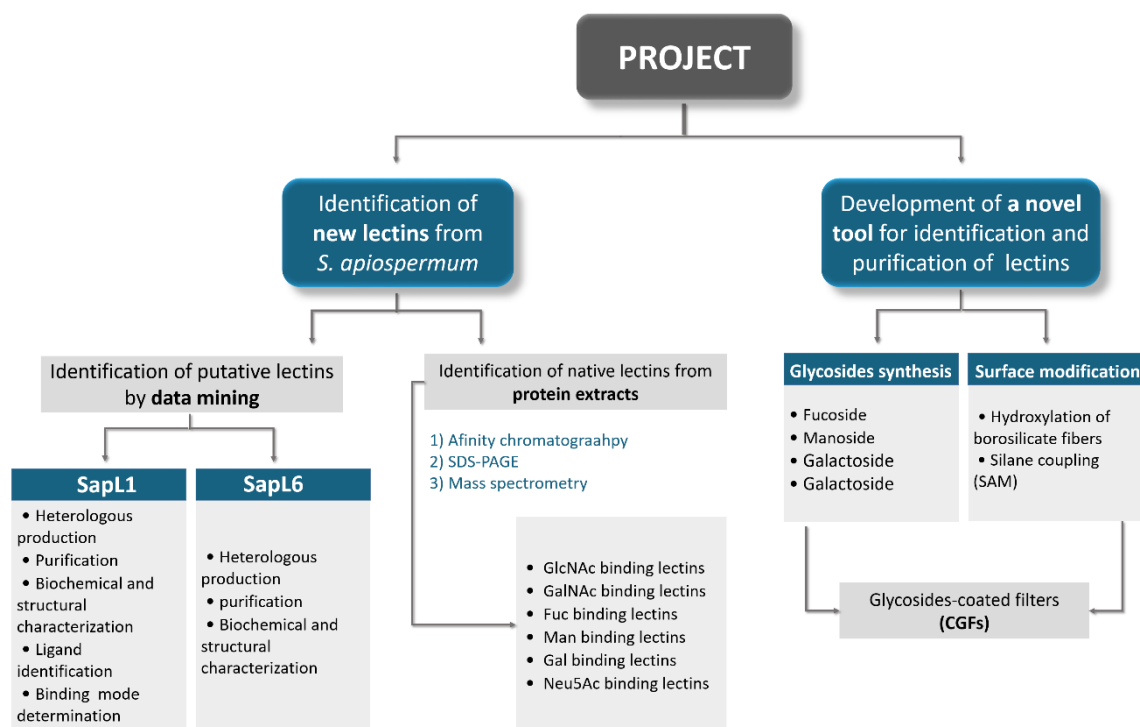 PROJECT
Identification of
new lectins from
S. apiospermum
Development of a novel
tool for identification and
purification of lectins
Identification of putative lectins
by data mining
Identification of native lectins from
protein extracts
1) Afinity chromatograahpy
2) SDS-PAGE
3) Mass spectrometry
SapL1
• Heterologous
production
• Purification
• Biochemical and
structural
characterization
• Ligand
identification
• Binding mode
determination
SapL6
• Heterologous
production
• purification
• Biochemical and
structural
characterization
• GlcNAc binding lectins
• GalNAc binding lectins
• Fuc binding lectins
• Man binding lectins
• Gal binding lectins
• Neu5Ac binding lectins
Glycosides synthesis
• Fucoside
• Manoside
• Galactoside
• Galactoside
Surface modification
• Hydroxylation of
borosilicate fibers
• Silane coupling
(SAM)
Glycosides-coated filters
(CGFs)